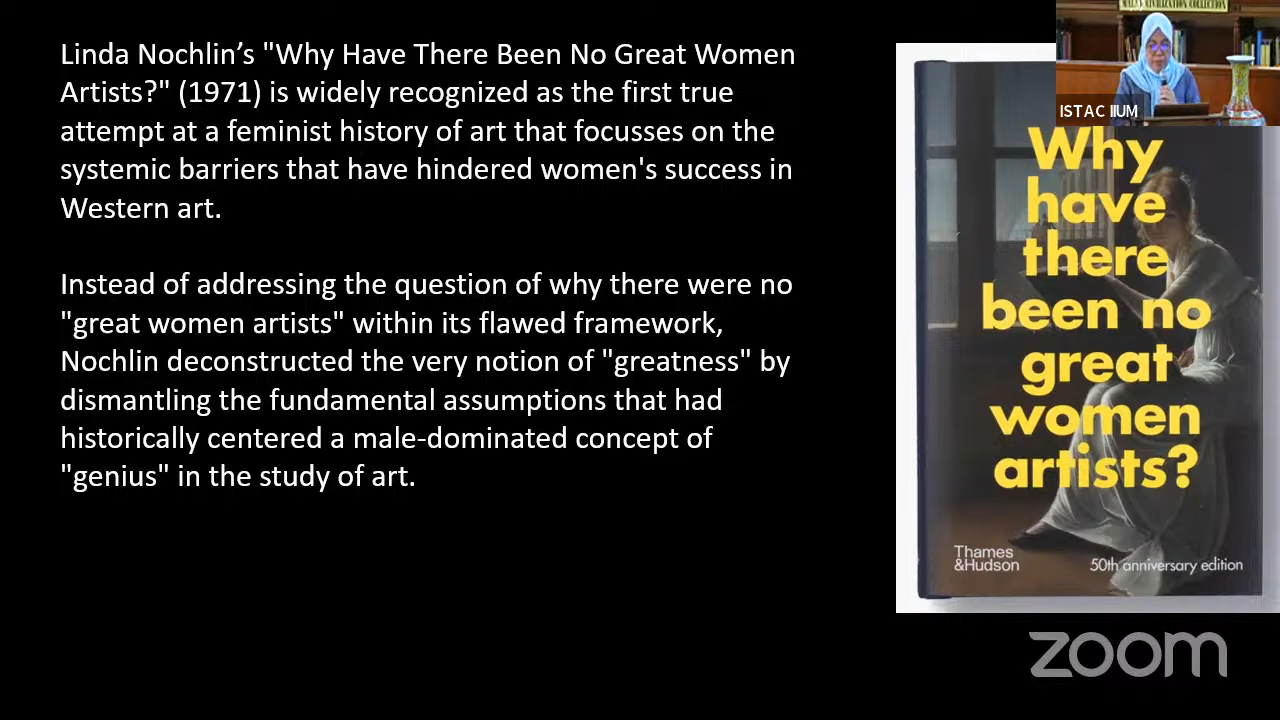 Linda Nochlin’s "Why Have There Been No Great Women
Artists?" (1971) is widely recognized as the first true
attempt at a feminist history of art that focusses on the
systemic barriers that have hindered women's success in
Western art.
Instead of addressing the question of why there were no
"great women artists" within its flawed framework,
Nochlin deconstructed the very notion of "greatness" by
dismantling the fundamental assumptions that had
historically centered a male-dominated concept of
"genius" in the study of art.
MALAY CIVILIZATION COLLECTION
ISTAC IIUM
Why
have
there
been no
great
women
artists?
Thames
&Hudson
50th anniversary edition
zoom